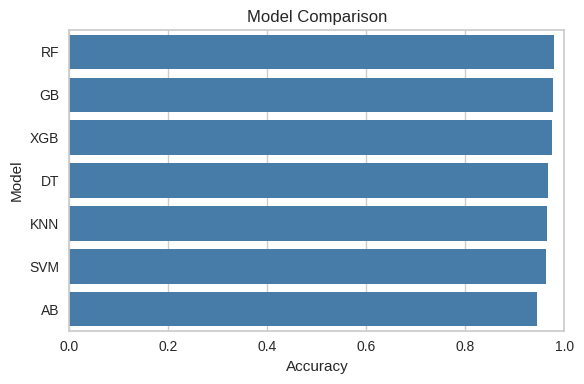 Model Comparison
RF
GB
XGB
DT
KNN
SVM
AB
Model
0.0 0.2 0.4 0.6 0.8 1.0
Accuracy